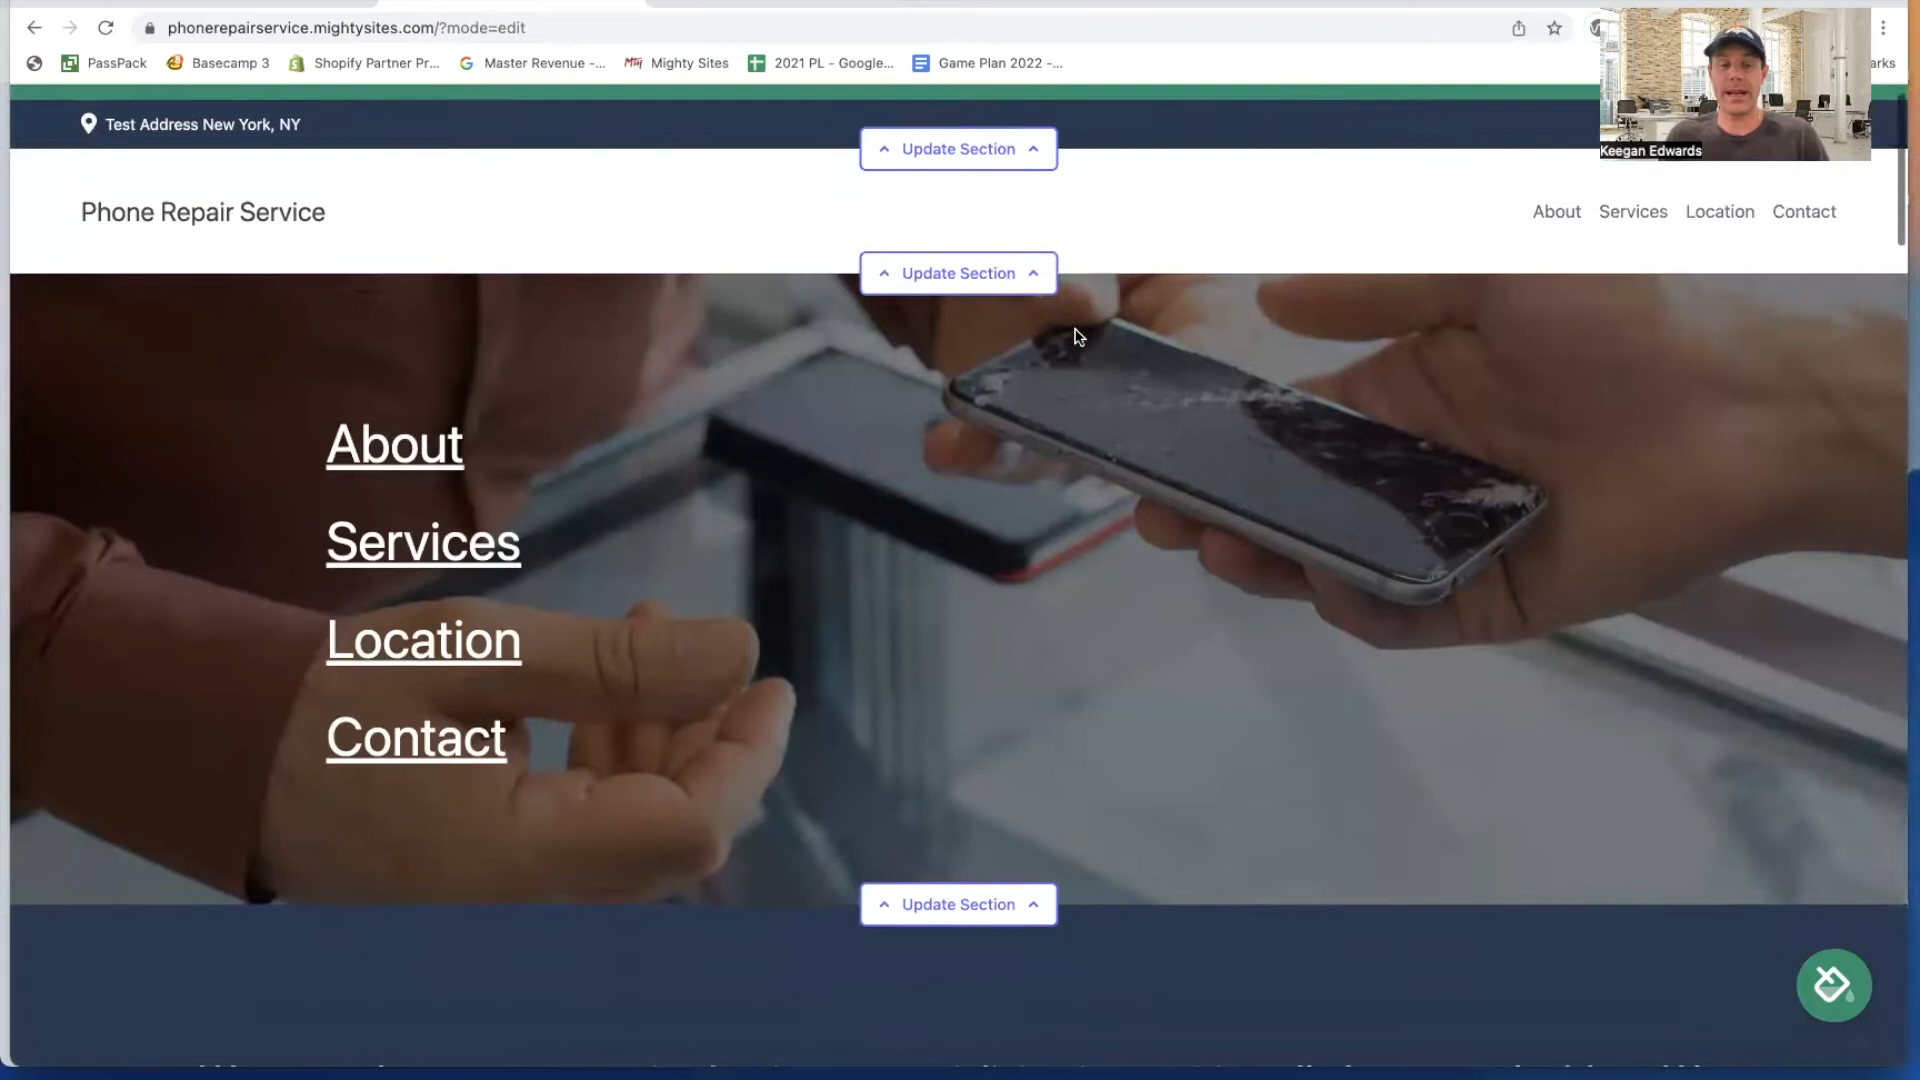 phonerepairservice.mightysites.com/?mode=edit
PassPack Basecamp 3 Shopify Partner Pr... Master Revenue -... Mighty Sites 2021 PL - Google... Game Plan 2022 -... arks
Test Address New York, NY
Update Section
Keegan Edwards
Phone Repair Service
About Services Location Contact
Update Section
About
Services
Location
Contact
Update Section